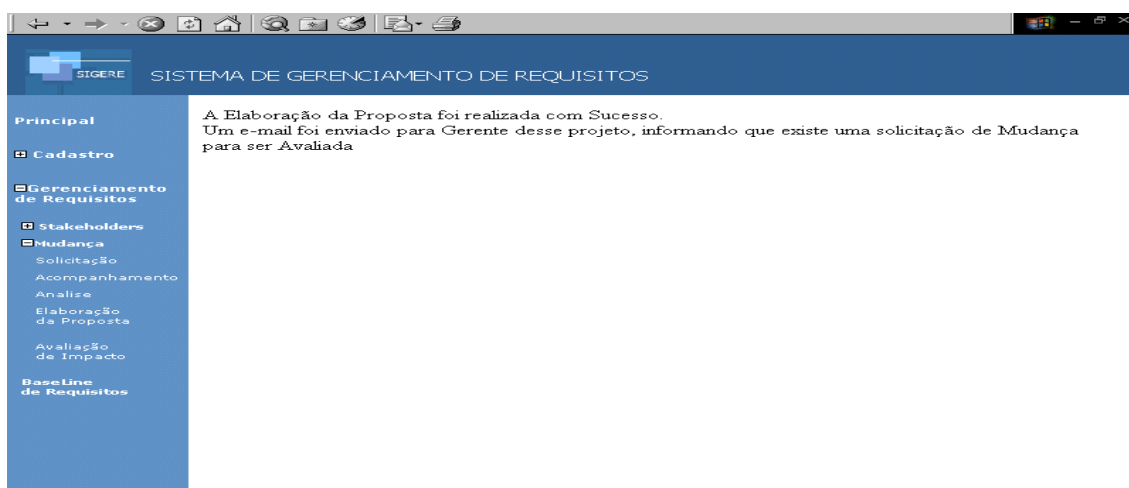 SIGERE
SISTEMA DE GERENCIAMENTO DE REQUISITOS
Principal
Cadastro
Gerenciamento
de Requisitos
Stakeholders
Mudança
Solicitação
Acompanhamento
Analise
Elaboração
da Proposta
Avaliação
de Impacto
BaseLine
de Requisitos
A Elaboração da Proposta foi realizada com Sucesso.
Um e-mail foi enviado para Gerente desse projeto, informando que existe uma solicitação de Mudança
para ser Avaliada